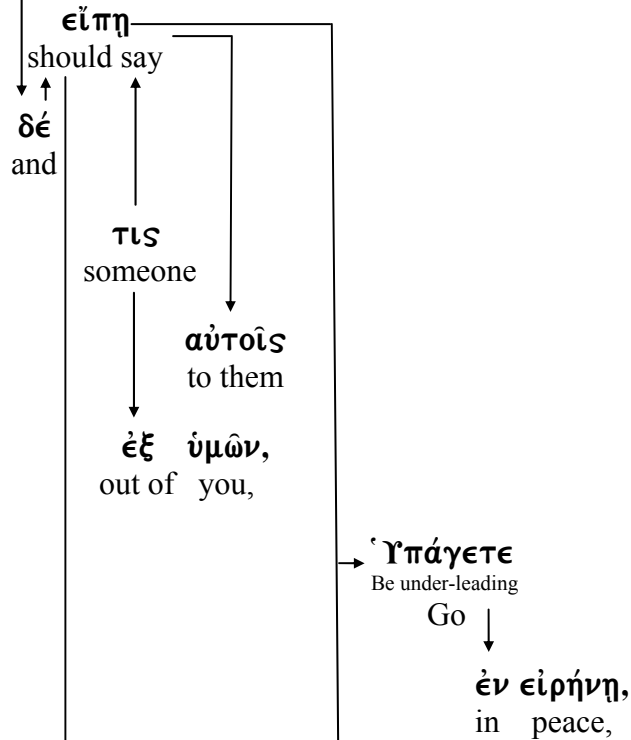 εἴπῃ
should say
δέ
and
τις
someone
αὐτοῖς
to them
ἐξ ὑμῶν,
out of you,
Ὑπάγετε
Be under-leading
Go
ἐν εἰρήνῃ,
in peace,